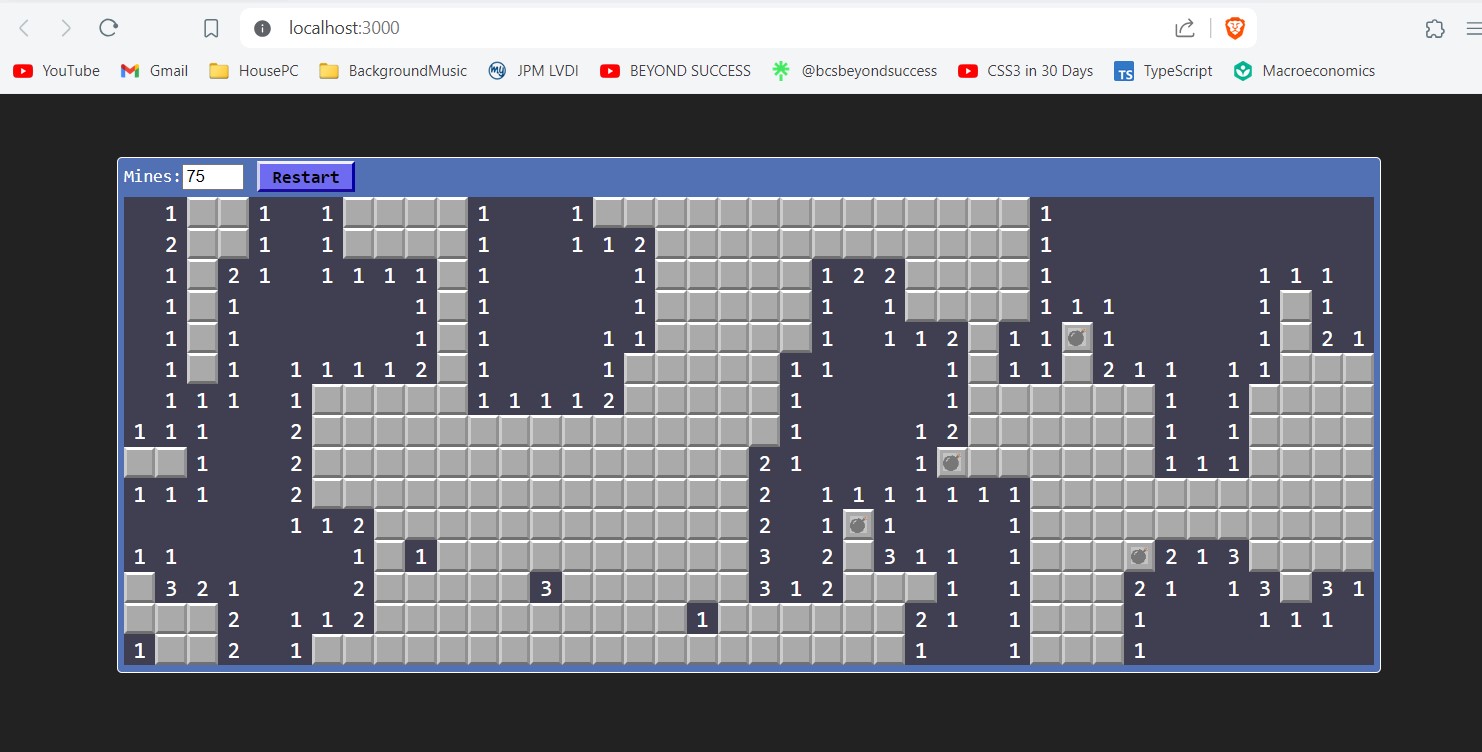 localhost:3000
YouTube Gmail HousePC BackgroundMusic JPM LVDI BEYOND SUCCESS @bcsbeyondsuccess CSS3 in 30 Days TypeScript Macroeconomics
Mines: 75 Restart
1 1 1 1 1 1
2 1 1 1 1 1 2 1
1 2 1 1 1 1 1 1 1 1 2 2 1 1 1 1
1 1 1 1 1 1 1 1 1 1 1
1 1 1 1 1 1 1 1 1 2 1 1 1 1 2 1
1 1 1 1 1 1 2 1 1 1 1 1 1 1 2 1 1 1 1
1 1 1 1 1 1 1 1 2 1 1 1 1
1 1 1 2 1 1 2 1 1
1 2 2 1 1 1 1 1
1 1 1 2 2 1 1 1 1 1 1 1
1 1 2 2 1 1 1
1 1 1 1 3 2 3 1 1 1 2 1 3
3 2 1 2 3 3 1 2 1 1 2 1 1 3 3 1
2 1 1 2 1 2 1 1 1 1 1 1
1 2 1 1 1 1